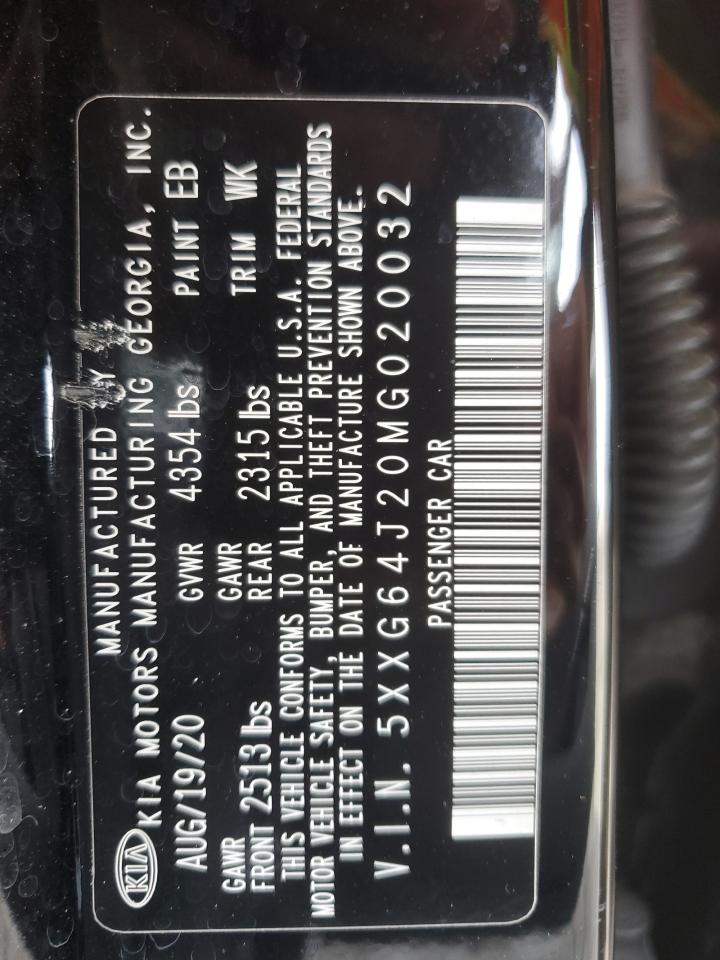 MANUFACTURED BY
KIA KIA MOTORS MANUFACTURING GEORGIA, INC.
AUG/19/20 GVWR 4354 lbs PAINT EB
GAWR FRONT 2513 lbs GAWR REAR 2315 lbs TRIM WK
THIS VEHICLE CONFORMS TO ALL APPLICABLE U.S.A. FEDERAL
MOTOR VEHICLE SAFETY, BUMPER, AND THEFT PREVENTION STANDARDS
IN EFFECT ON THE DATE OF MANUFACTURE SHOWN ABOVE.
V.I.N. 5XXG64J20MG020032
PASSENGER CAR